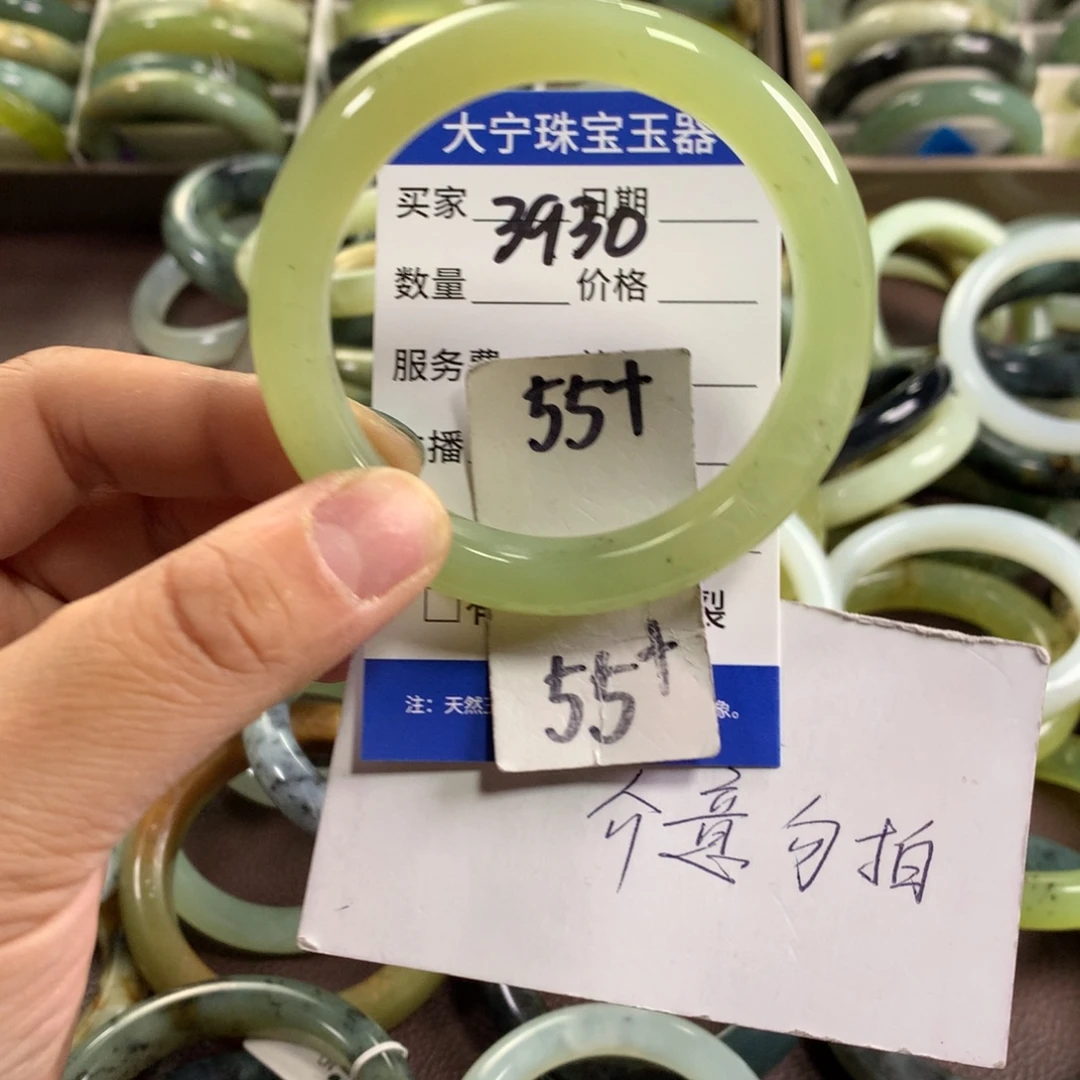 大宁珠宝玉器
买家 日期
3930
数量 价格
服务费
55+
播
55+
注：天然 象。
介意勿拍